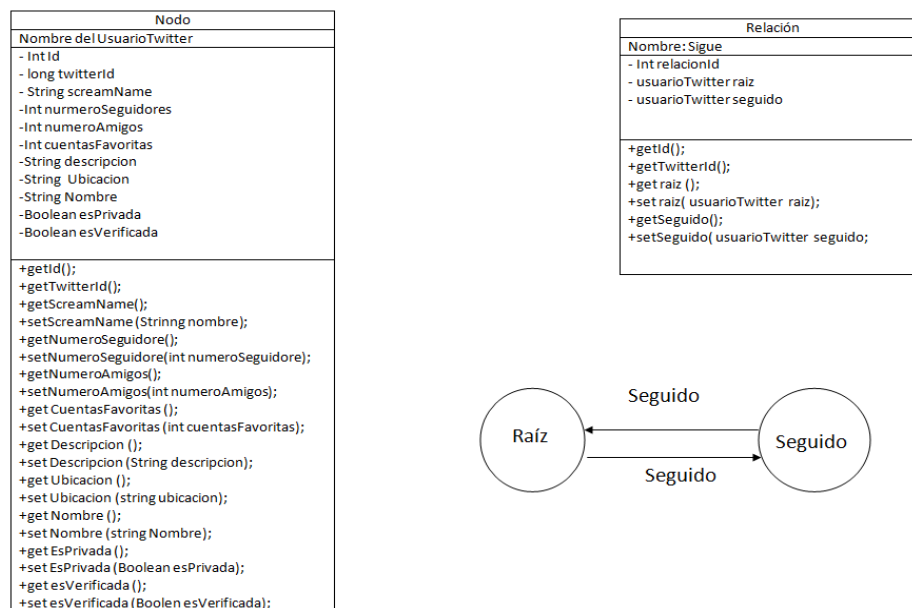 Nodo
Nombre del UsuarioTwitter
- Int Id
- long twitterId
- String screamName
-Int nurmeroSeguidores
-Int numeroAmigos
-Int cuentasFavoritas
-String descripcion
-String Ubicacion
-String Nombre
-Boolean esPrivada
-Boolean esVerificada
+getId();
+getTwitterId();
+getScreamName();
+setScreamName(Strinng nombre);
+getNumeroSeguidore();
+setNumeroSeguidore(int numeroSeguidore);
+getNumeroAmigos();
+setNumeroAmigos(int numeroAmigos);
+get CuentasFavoritas ();
+set CuentasFavoritas (int cuentasFavoritas);
+get Descripcion ();
+set Descripcion (String descripcion);
+get Ubicacion ();
+set Ubicacion (string ubicacion);
+get Nombre ();
+set Nombre (string Nombre);
+get EsPrivada ();
+set EsPrivada (Boolean esPrivada);
+get esVerificada ();
+set esVerificada (Boolen esVerificada);
Relación
Nombre: Sigue
- Int relacionId
- usuarioTwitter raiz
- usuarioTwitter seguido
+getId();
+getTwitterId();
+get raiz ();
+set raiz( usuarioTwitter raiz);
+getSeguido();
+setSeguido( usuarioTwitter seguido;
Seguido
Raíz
Seguido
Seguido